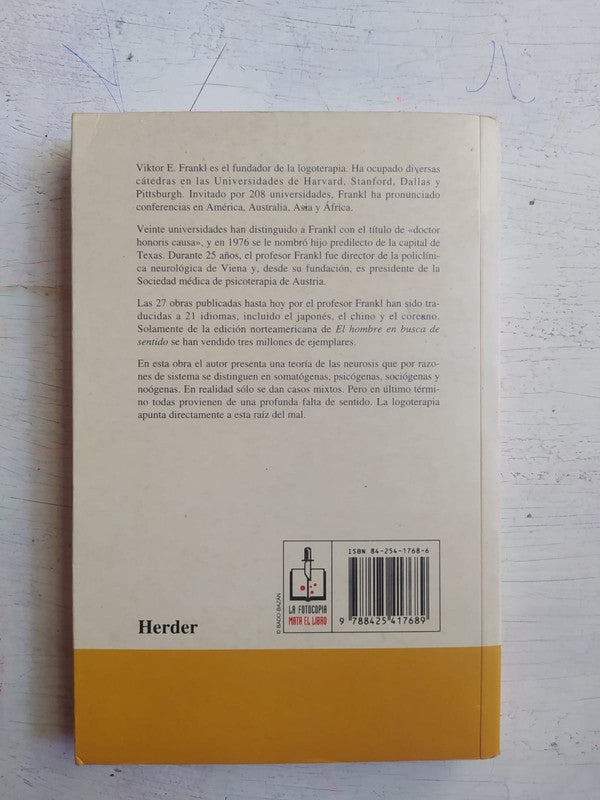 Viktor E. Frankl es el fundador de la logoterapia. Ha ocupado diversas
cátedras en las Universidades de Harvard, Stanford, Dallas y
Pittsburgh. Invitado por 208 universidades, Frankl ha pronunciado
conferencias en América, Australia, Asia y África.
Veinte universidades han distinguido a Frankl con el título de «doctor
honoris causa», y en 1976 se le nombró hijo predilecto de la capital de
Texas. Durante 25 años, el profesor Frankl fue director de la policlíni-
ca neurológica de Viena y, desde su fundación, es presidente de la
Sociedad médica de psicoterapia de Austria.
Las 27 obras publicadas hasta hoy por el profesor Frankl han sido tra-
ducidas a 21 idiomas, incluido el japonés, el chino y el coreano.
Solamente de la edición norteamericana de El hombre en busca de
sentido se han vendido tres millones de ejemplares.
En esta obra el autor presenta una teoría de las neurosis que por razo-
nes de sistema se distinguen en somatógenas, psicógenas, sociógenas y
noógenas. En realidad sólo se dan casos mixtos. Pero en último térmi-
no todas provienen de una profunda falta de sentido. La logoterapia
apunta directamente a esta raíz del mal.
Herder
© BADO-BAZAN
LA FOTOCOPIA
MATA EL LIBRO
ISBN 84-254-1768-6
9 788425 417689